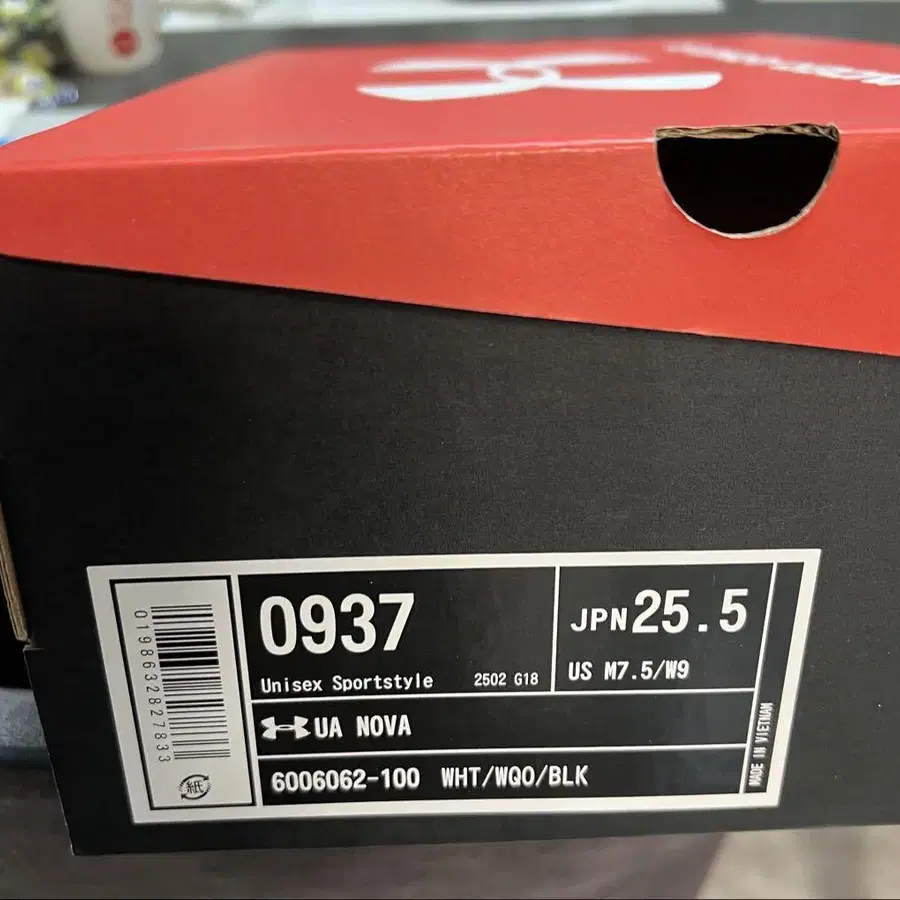 0198632827833
紙
0937
Unisex Sportstyle
2502 G18
JPN 25.5
US M7.5/W9
UA NOVA
6006062-100 WHT/WQO/BLK
MADE IN VIETNAM